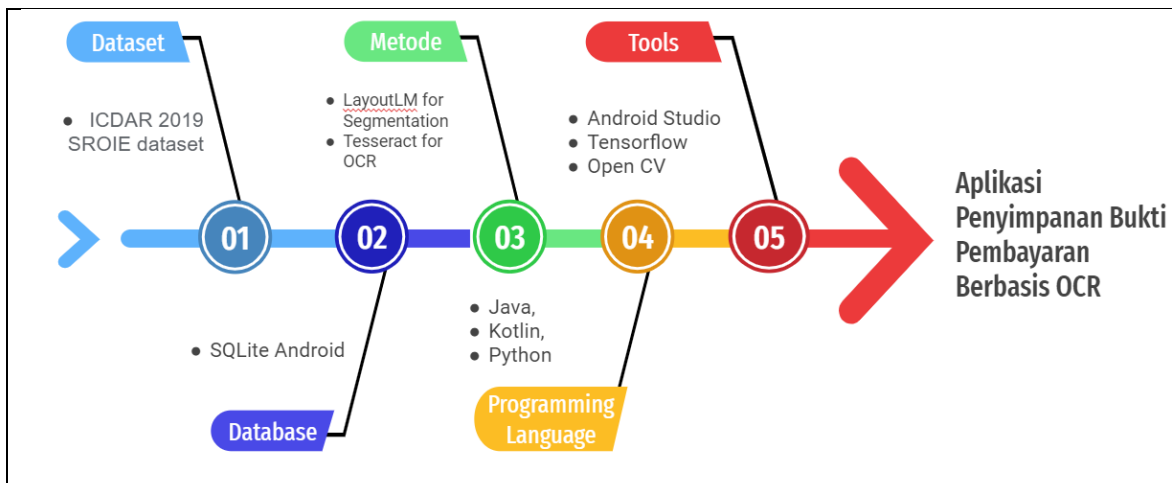 Dataset
Metode
Tools
● ICDAR 2019
SROIE dataset
● LayoutLM for
Segmentation
● Tesseract for
OCR
● Android Studio
● Tensorflow
● Open CV
01
02
03
04
05
Aplikasi
Penyimpanan Bukti
Pembayaran
Berbasis OCR
● SQLite Android
● Java,
● Kotlin,
● Python
Database
Programming
Language